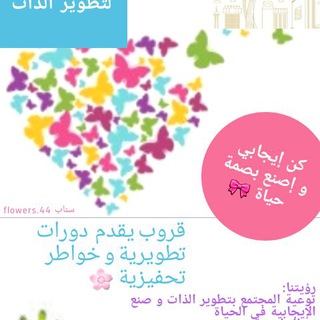 لتطوير الذات
كن إيجابي
و إصنع بصمة
حياة
سناب flowers.44
قروب يقدم دورات
تطويرية و خواطر
تحفيزية
رؤيتنا:
توعية المجتمع بتطوير الذات و صنع
الإيجابية في الحياة